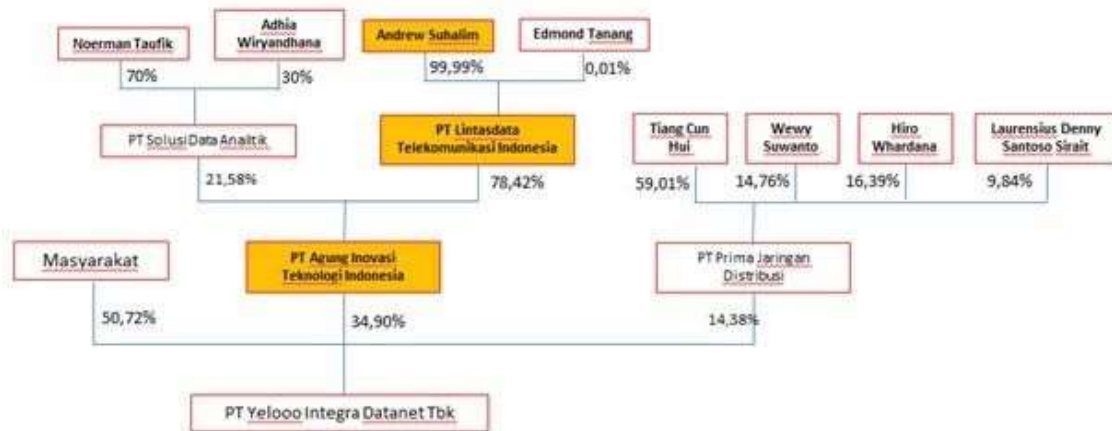 Noerman Taufik
Adhia
Wiryandhana
Andrew Suhalim
Edmond Tanang
70%
30%
99,99%
0,01%
PT Solusi Data Analitik
PT Lintasdata
Telekomunikasi Indonesia
Tiang Cun
Hui
Wewy
Suwanto
Hiro
Whardana
Laurensius Denny
Santoso Sirait
21,58%
78,42%
59,01%
14,76%
16,39%
9,84%
Masyarakat
PT Agung Inovasi
Teknologi Indonesia
PT Prima Jaringan
Distribusi
50,72%
34,90%
14,38%
PT Yelooo Integra Datanet Tbk